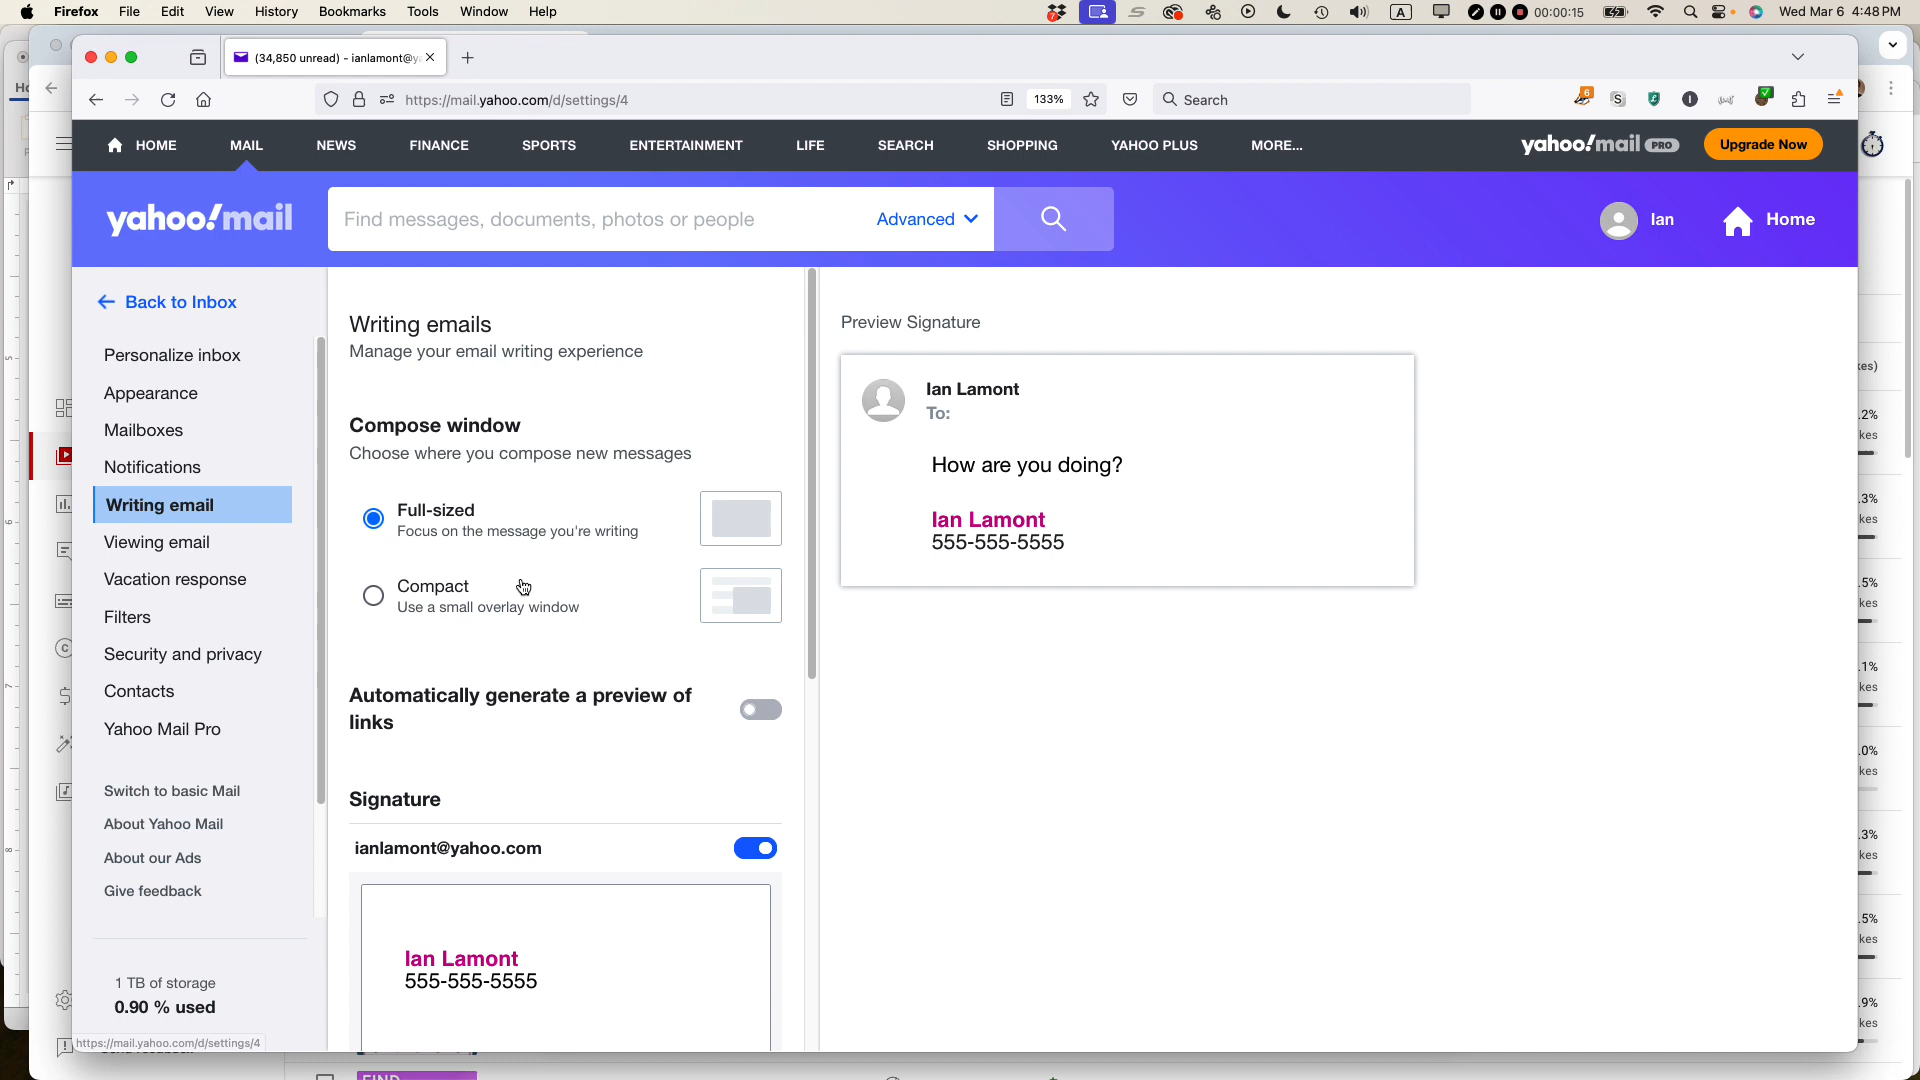 Firefox File Edit View History Bookmarks Tools Window Help
7
A
00:00:15
Wed Mar 6 4:48 PM
(34,850 unread) - ianlamont@y
https://mail.yahoo.com/d/settings/4
133%
Search
6
HOME MAIL NEWS FINANCE SPORTS ENTERTAINMENT LIFE SEARCH SHOPPING YAHOO PLUS MORE...
yahoo!mail PRO
Upgrade Now
yahoo!mail
Find messages, documents, photos or people
Advanced
Ian
Home
Back to Inbox
Personalize inbox
Appearance
Mailboxes
Notifications
Writing email
Viewing email
Vacation response
Filters
Security and privacy
Contacts
Yahoo Mail Pro
Switch to basic Mail
About Yahoo Mail
About our Ads
Give feedback
1 TB of storage
0.90 % used
https://mail.yahoo.com/d/settings/4
Writing emails
Manage your email writing experience
Compose window
Choose where you compose new messages
Full-sized
Focus on the message you're writing
Compact
Use a small overlay window
Automatically generate a preview of
links
Signature
ianlamont@yahoo.com
Ian Lamont
555-555-5555
Preview Signature
Ian Lamont
To:
How are you doing?
Ian Lamont
555-555-5555
FIND